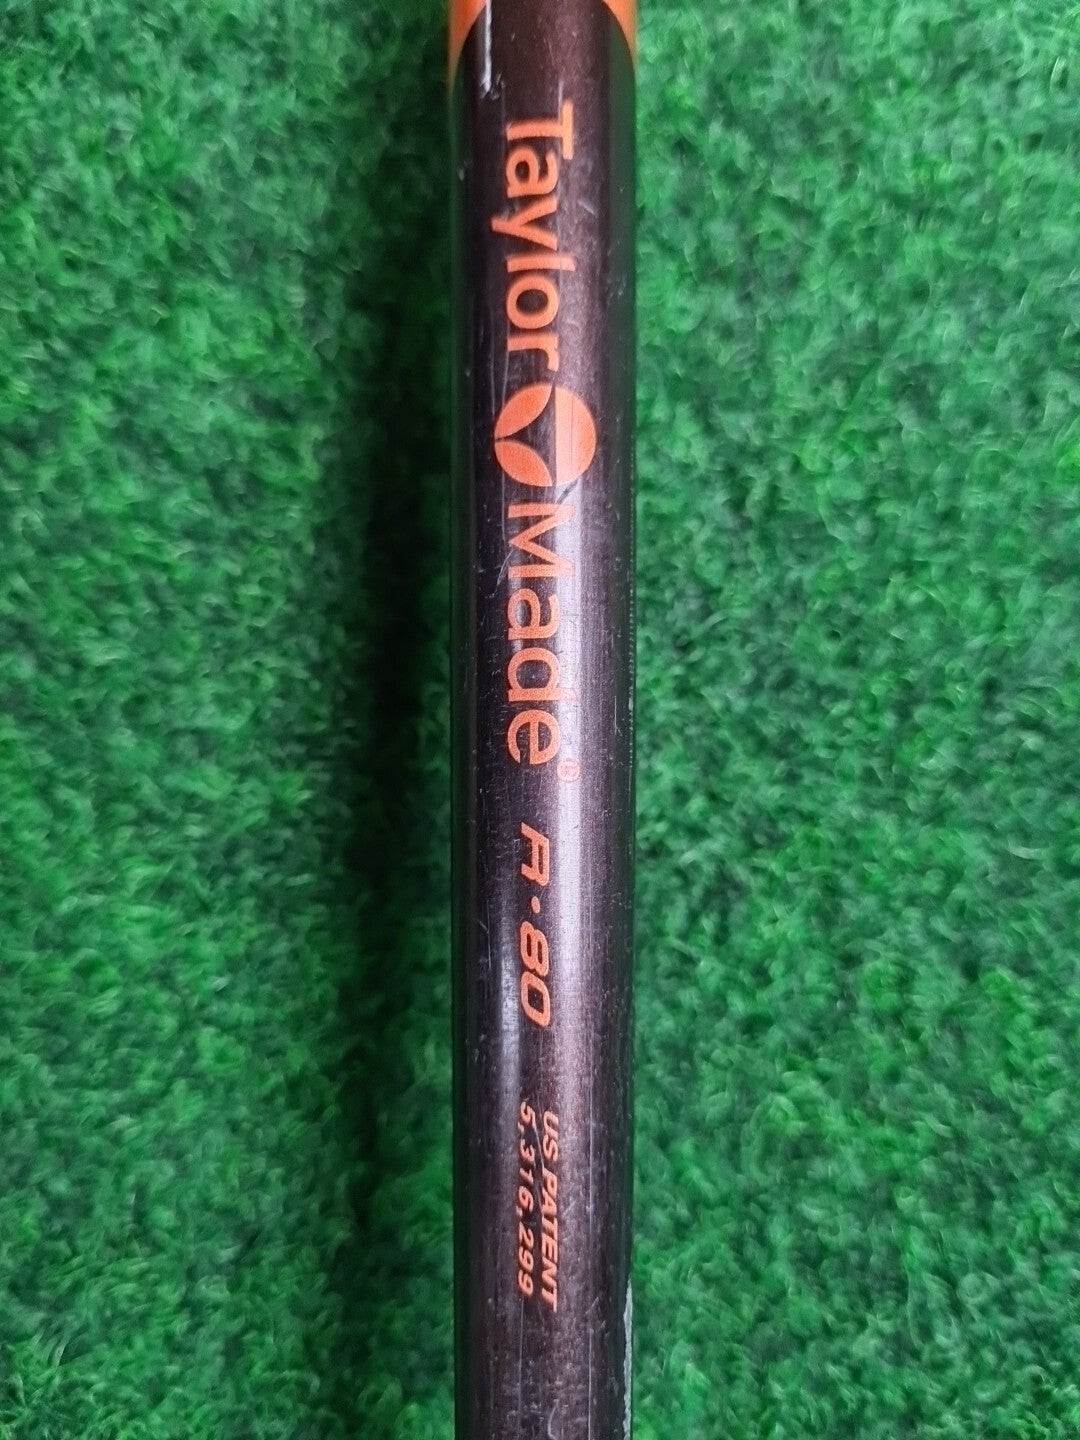 TaylorMade® R·80
US PATENT
5,316,299